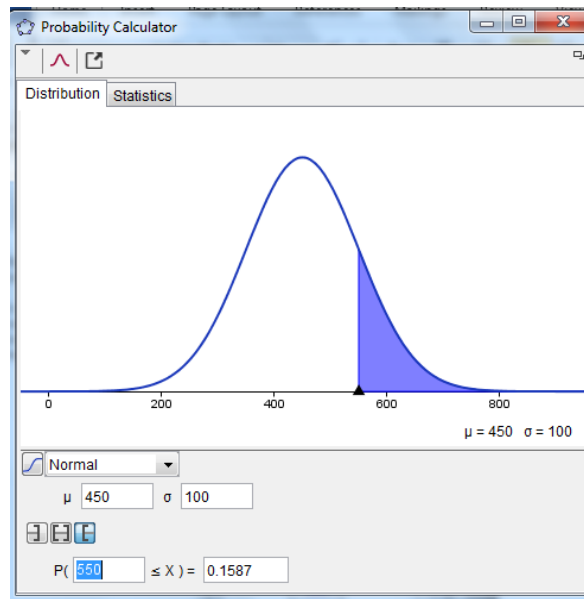 Probability Calculator
Distribution Statistics
0 200 400 600 800
μ = 450 σ = 100
Normal
μ 450 σ 100
P( 550 ≤ X ) = 0.1587